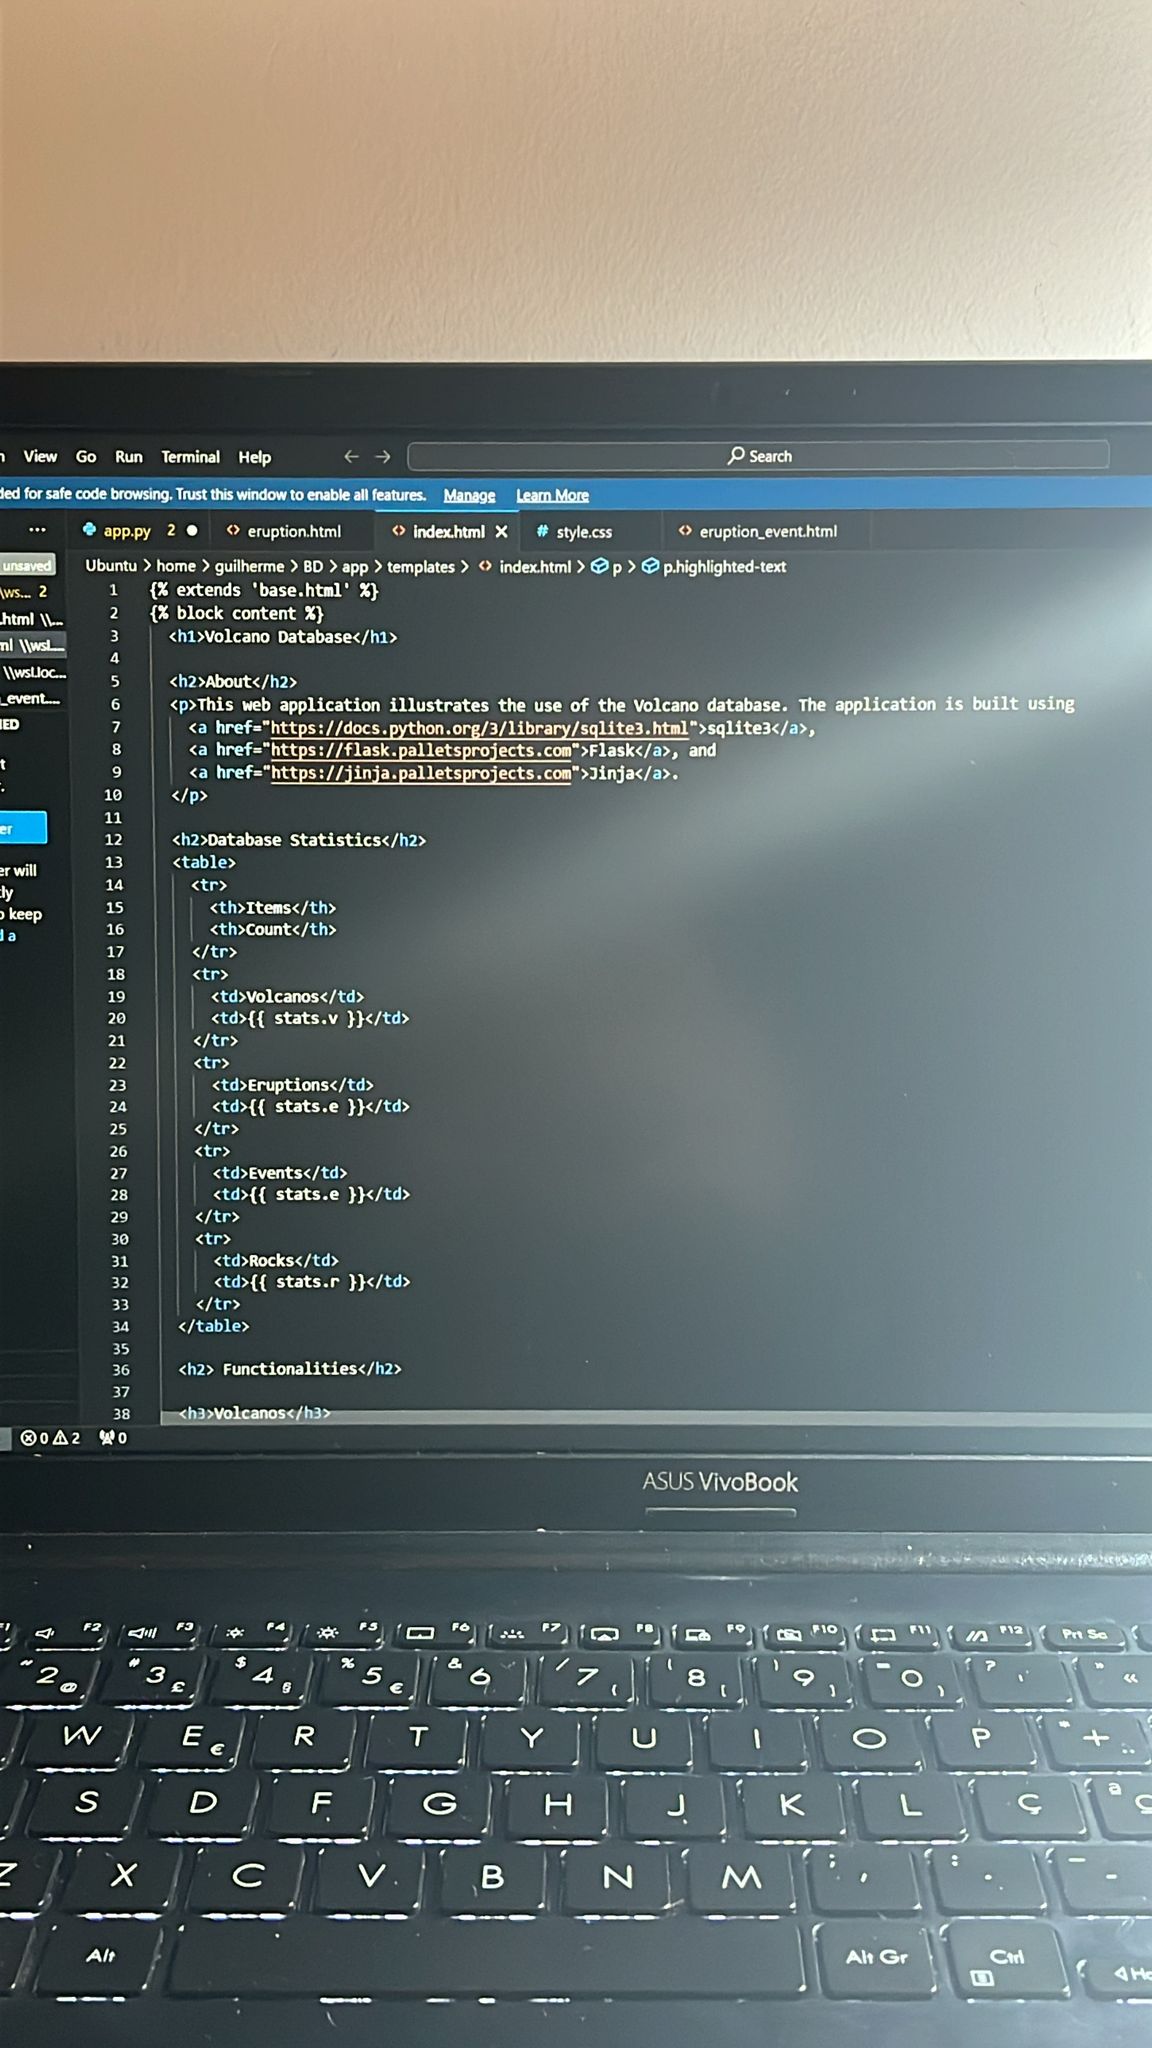 View Go Run Terminal Help ← → Search
ded for safe code browsing. Trust this window to enable all features. Manage Learn More
... app.py 2 ● <> eruption.html <> index.html X # style.css <> eruption_event.html
unsaved
Ubuntu > home > guilherme > BD > app > templates > <> index.html > p > p.highlighted-text
\ws... 2
.html \\...
ml \\wsl....
\\wsl.loc...
_event....
er
er will
keep
a
1 {% extends 'base.html' %}
2 {% block content %}
3 <h1>Volcano Database</h1>
4
5 <h2>About</h2>
6 <p>This web application illustrates the use of the Volcano database. The application is built using
7 <a href="https://docs.python.org/3/library/sqlite3.html">sqlite3</a>,
8 <a href="https://flask.palletsprojects.com">Flask</a>, and
9 <a href="https://jinja.palletsprojects.com">Jinja</a>.
10 </p>
11
12 <h2>Database Statistics</h2>
13 <table>
14 <tr>
15 <th>Items</th>
16 <th>Count</th>
17 </tr>
18 <tr>
19 <td>Volcanos</td>
20 <td>{{ stats.v }}</td>
21 </tr>
22 <tr>
23 <td>Eruptions</td>
24 <td>{{ stats.e }}</td>
25 </tr>
26 <tr>
27 <td>Events</td>
28 <td>{{ stats.e }}</td>
29 </tr>
30 <tr>
31 <td>Rocks</td>
32 <td>{{ stats.r }}</td>
33 </tr>
34 </table>
35
36 <h2> Functionalities</h2>
37
38 <h3>Volcanos</h3>
0 2 0
ASUS VivoBook
F2 F3 F4 F5 F6 F7 F8 F9 F10 F11 F12 Prt Sc
" 2 @ # 3 £ $ 4 § % 5 € & 6 / 7 { ( 8 [ ) 9 ] = 0 } ? ' » «
W E € R T Y U I O P * + ¨
S D F G H J K L Ç ª º
Z X C V B N M ; , : . _ -
Alt Alt Gr Ctrl